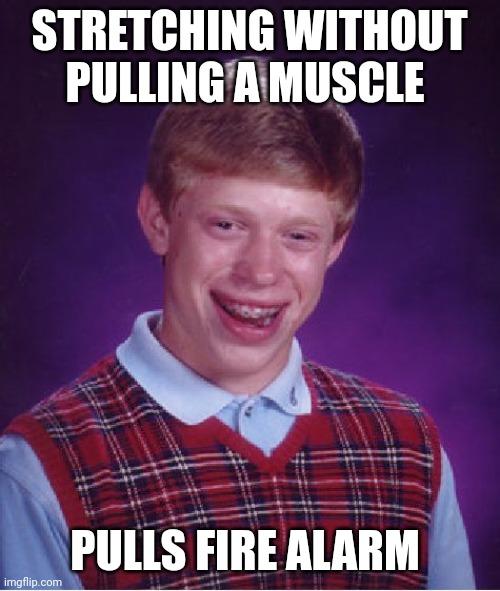 STRETCHING WITHOUT
PULLING A MUSCLE
PULLS FIRE ALARM
imgflip.com